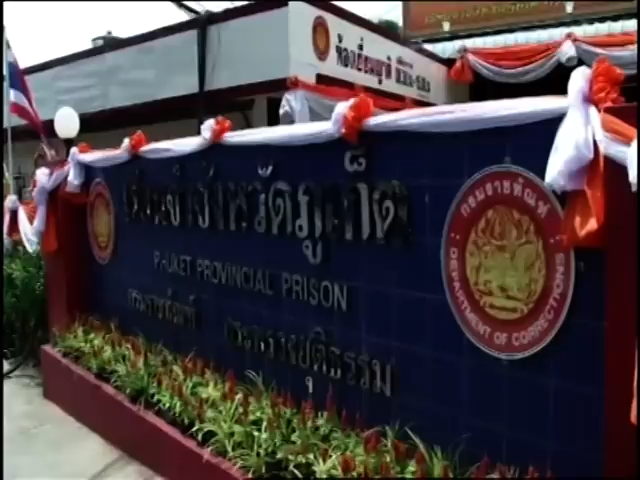 ห้องเยี่ยมญาติ
เรือนจำจังหวัดภูเก็ต
PHUKET PROVINCIAL PRISON
กรมราชทัณฑ์ กระทรวงยุติธรรม
กรมราชทัณฑ์
DEPARTMENT OF CORRECTIONS